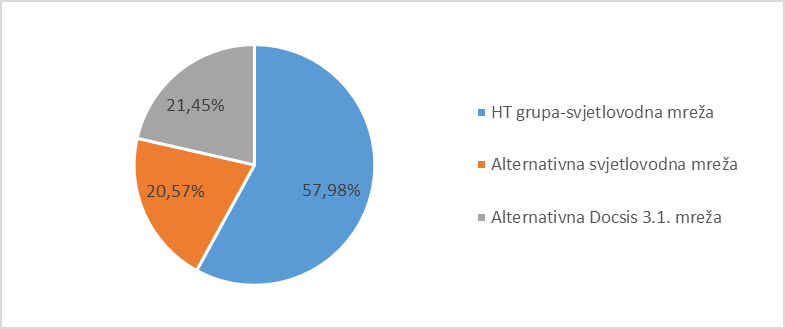 21,45%
20,57%
57,98%
HT grupa-svjetlovodna mreža
Alternativna svjetlovodna mreža
Alternativna Docsis 3.1. mreža